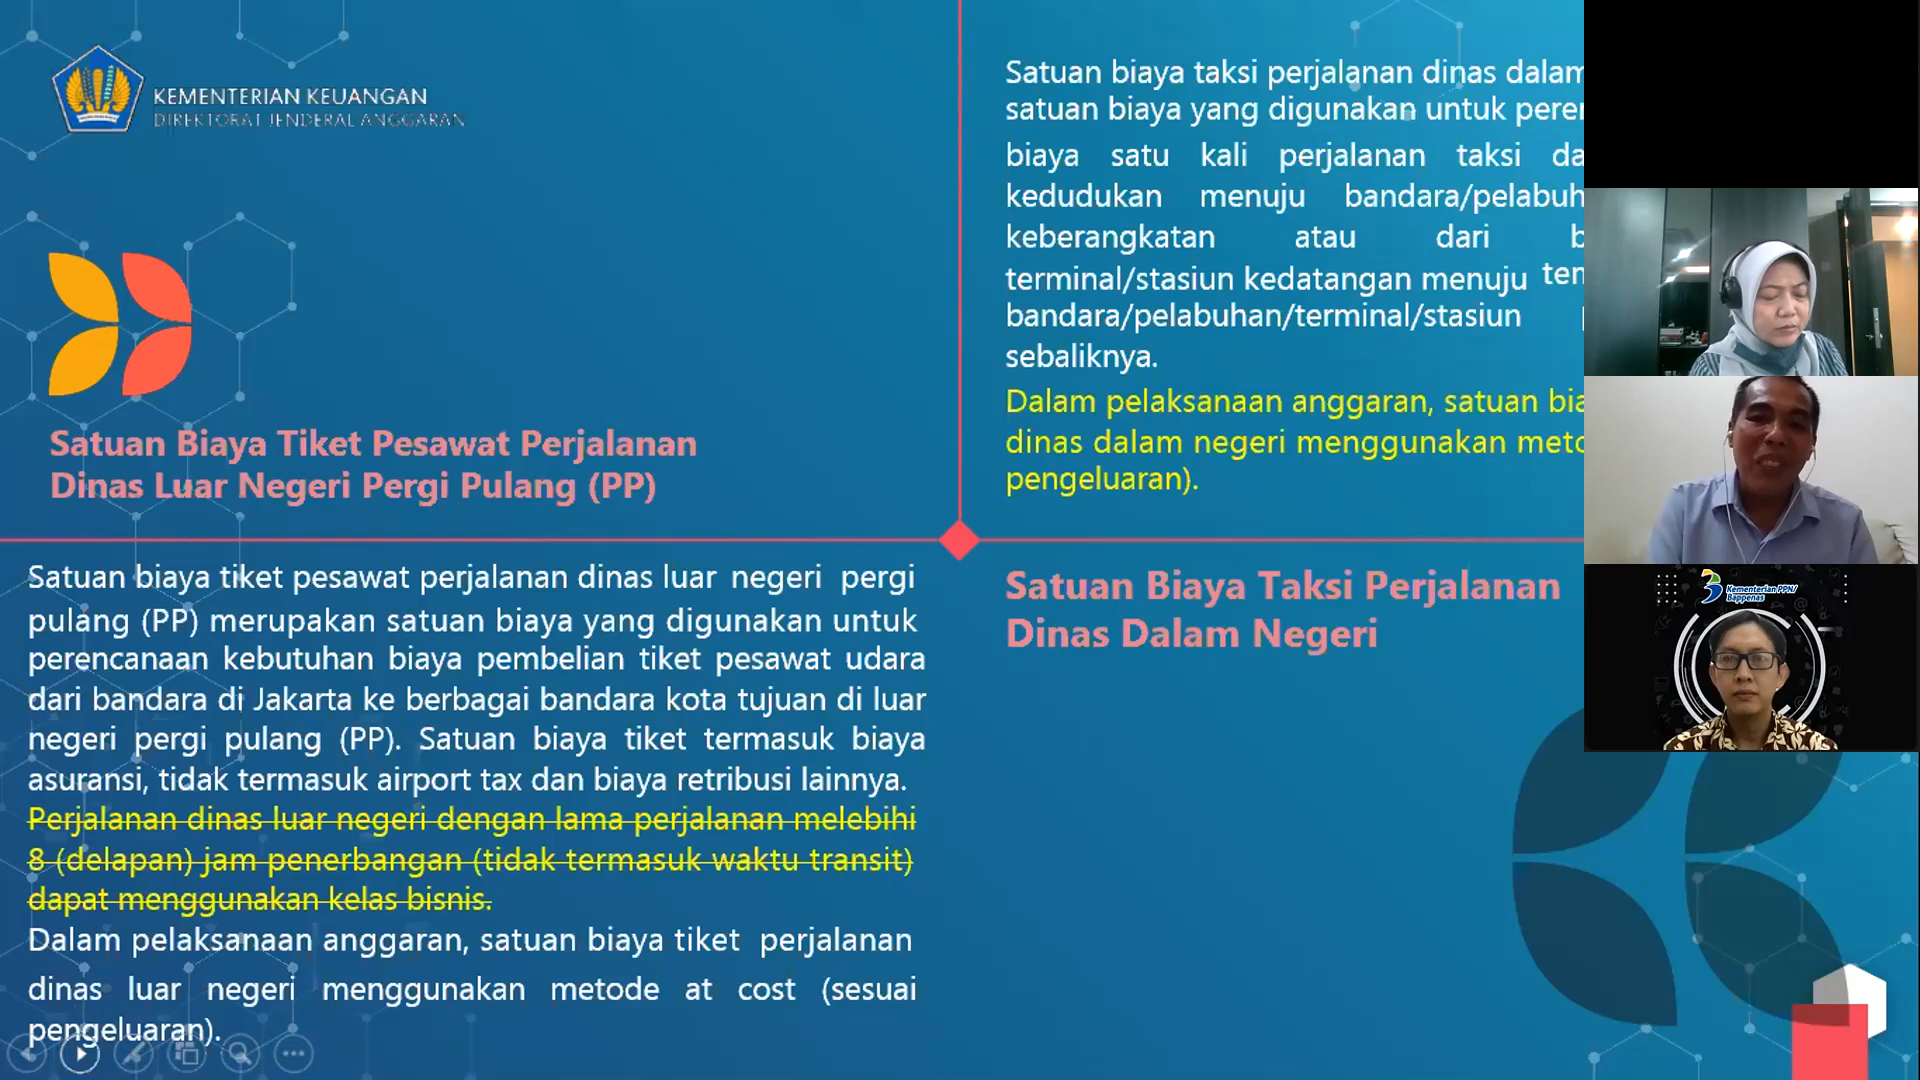 KEMENTERIAN KEUANGAN
DIREKTORAT JENDERAL ANGGARAN
Satuan Biaya Tiket Pesawat Perjalanan
Dinas Luar Negeri Pergi Pulang (PP)
Satuan biaya tiket pesawat perjalanan dinas luar negeri pergi
pulang (PP) merupakan satuan biaya yang digunakan untuk
perencanaan kebutuhan biaya pembelian tiket pesawat udara
dari bandara di Jakarta ke berbagai bandara kota tujuan di luar
negeri pergi pulang (PP). Satuan biaya tiket termasuk biaya
asuransi, tidak termasuk airport tax dan biaya retribusi lainnya.
Perjalanan dinas luar negeri dengan lama perjalanan melebihi
8 (delapan) jam penerbangan (tidak termasuk waktu transit)
dapat menggunakan kelas bisnis.
Dalam pelaksanaan anggaran, satuan biaya tiket perjalanan
dinas luar negeri menggunakan metode at cost (sesuai
pengeluaran).
Satuan biaya taksi perjalanan dinas dalam
satuan biaya yang digunakan untuk
biaya satu kali perjalanan taksi
kedudukan menuju
keberangkatan atau dari
terminal/stasiun kedatangan menuju
bandara/pelabuhan/terminal/stasiun
sebaliknya.
Dalam pelaksanaan anggaran, satuan
dinas dalam negeri menggunakan
pengeluaran).
Satuan Biaya Taksi Perjalanan
Dinas Dalam Negeri
Kementerian PPN/
Bappenas